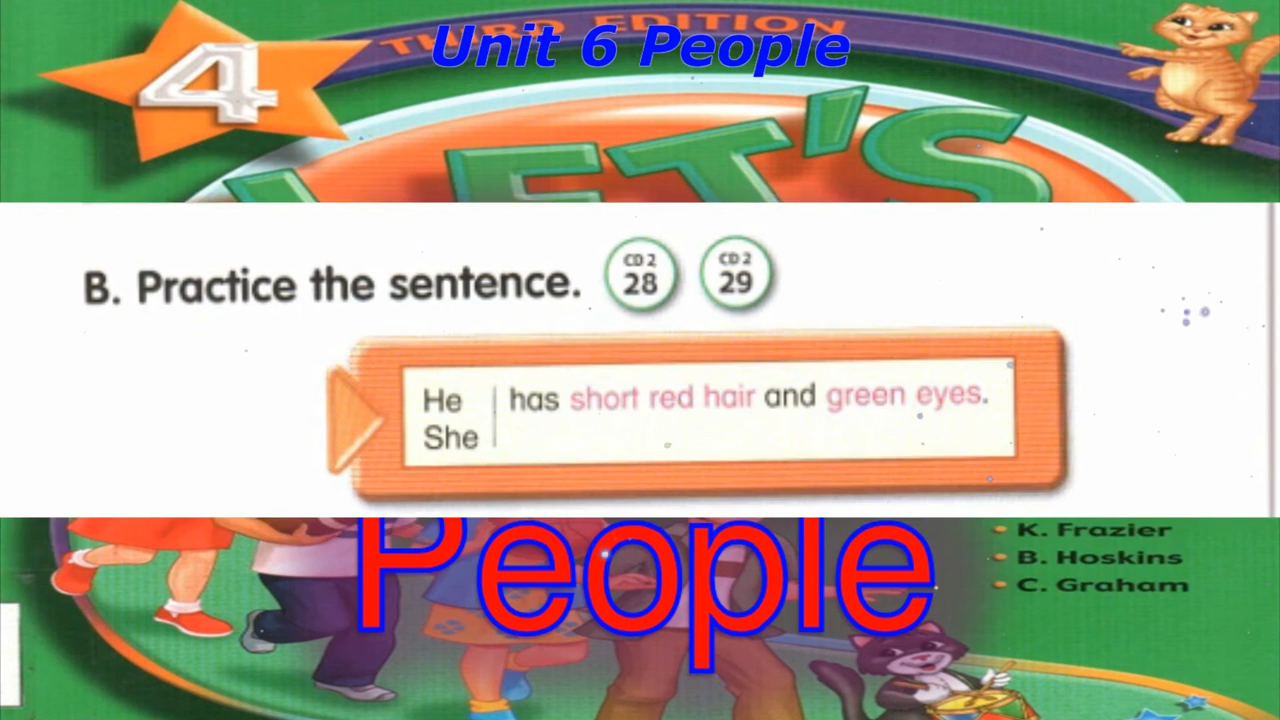 4
THIRD EDITION
Unit 6 People
LET'S
B. Practice the sentence.
CD 2
28
CD 2
29
He has short red hair and green eyes.
She
People
K. Frazier
B. Hoskins
C. Graham